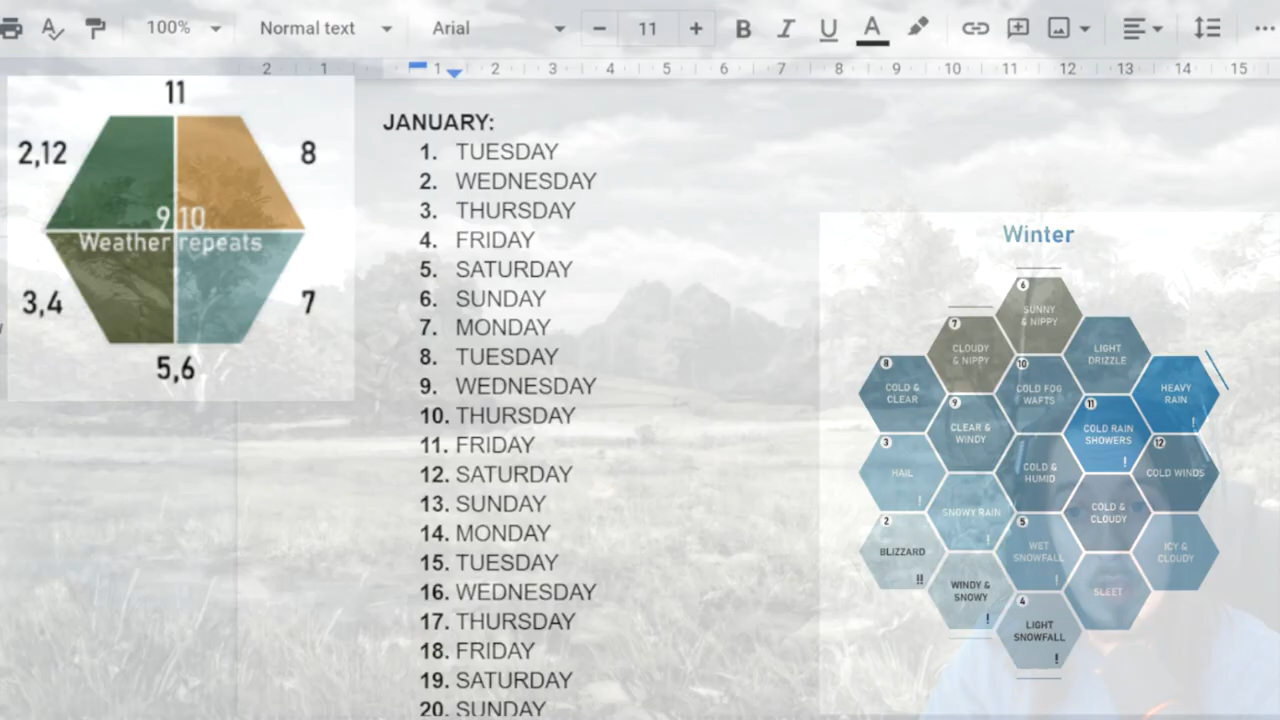 100% Normal text Arial − 11 + B I U A
2 1 1 2 3 4 5 6 7 8 9 10 11 12 13 14 15
11
2,12
8
9 10
Weather repeats
3,4
7
5,6
JANUARY:
1. TUESDAY
2. WEDNESDAY
3. THURSDAY
4. FRIDAY
5. SATURDAY
6. SUNDAY
7. MONDAY
8. TUESDAY
9. WEDNESDAY
10. THURSDAY
11. FRIDAY
12. SATURDAY
13. SUNDAY
14. MONDAY
15. TUESDAY
16. WEDNESDAY
17. THURSDAY
18. FRIDAY
19. SATURDAY
20. SUNDAY
Winter
6
SUNNY
& NIPPY
7
CLOUDY
& NIPPY
LIGHT
DRIZZLE
8
COLD &
CLEAR
10
COLD FOG
WAFTS
HEAVY
RAIN
!
9
CLEAR &
WINDY
11
COLD RAIN
SHOWERS
!
3
HAIL
!
COLD &
HUMID
12
COLD WINDS
SNOWY RAIN
!
COLD &
CLOUDY
2
BLIZZARD
!!
5
WET
SNOWFALL
!
ICY &
CLOUDY
WINDY &
SNOWY
!
SLEET
4
LIGHT
SNOWFALL
!